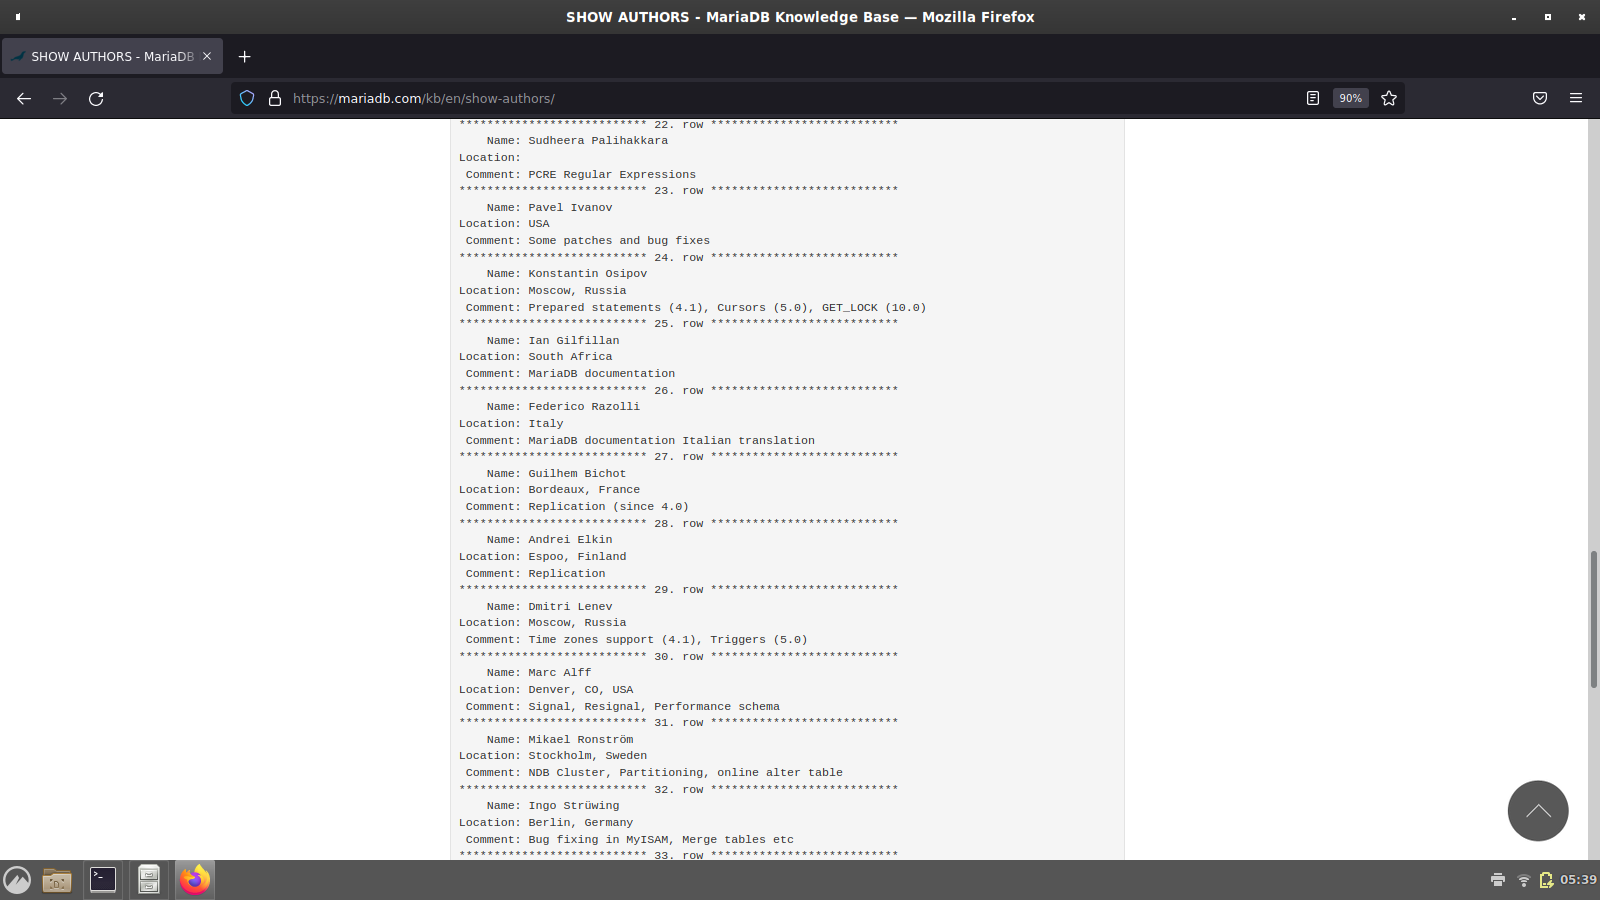 SHOW AUTHORS - MariaDB Knowledge Base — Mozilla Firefox
SHOW AUTHORS - MariaDB
https://mariadb.com/kb/en/show-authors/
90%
*************************** 22. row ***************************
    Name: Sudheera Palihakkara
Location:
 Comment: PCRE Regular Expressions
*************************** 23. row ***************************
    Name: Pavel Ivanov
Location: USA
 Comment: Some patches and bug fixes
*************************** 24. row ***************************
    Name: Konstantin Osipov
Location: Moscow, Russia
 Comment: Prepared statements (4.1), Cursors (5.0), GET_LOCK (10.0)
*************************** 25. row ***************************
    Name: Ian Gilfillan
Location: South Africa
 Comment: MariaDB documentation
*************************** 26. row ***************************
    Name: Federico Razolli
Location: Italy
 Comment: MariaDB documentation Italian translation
*************************** 27. row ***************************
    Name: Guilhem Bichot
Location: Bordeaux, France
 Comment: Replication (since 4.0)
*************************** 28. row ***************************
    Name: Andrei Elkin
Location: Espoo, Finland
 Comment: Replication
*************************** 29. row ***************************
    Name: Dmitri Lenev
Location: Moscow, Russia
 Comment: Time zones support (4.1), Triggers (5.0)
*************************** 30. row ***************************
    Name: Marc Alff
Location: Denver, CO, USA
 Comment: Signal, Resignal, Performance schema
*************************** 31. row ***************************
    Name: Mikael Ronström
Location: Stockholm, Sweden
 Comment: NDB Cluster, Partitioning, online alter table
*************************** 32. row ***************************
    Name: Ingo Strüwing
Location: Berlin, Germany
 Comment: Bug fixing in MyISAM, Merge tables etc
*************************** 33. row ***************************
05:39